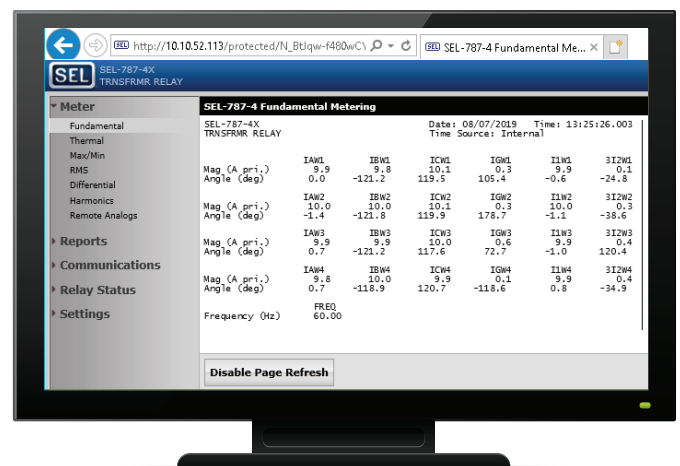 http://10.10.52.113/protected/N_BtJqw-f480wC\
SEL SEL-787-4 Fundamental Me...
SEL SEL-787-4X
TRNSFRMR RELAY
Meter
Fundamental
Thermal
Max/Min
RMS
Differential
Harmonics
Remote Analogs
Reports
Communications
Relay Status
Settings
SEL-787-4 Fundamental Metering
SEL-787-4X Date: 08/07/2019 Time: 13:25:26.003
TRNSFRMR RELAY Time Source: Internal
IAW1 IBW1 ICW1 IGW1 I1W1 3I2W1
Mag (A pri.) 9.9 9.8 10.1 0.3 9.9 0.1
Angle (deg) 0.0 -121.2 119.5 105.4 -0.6 -24.8
IAW2 IBW2 ICW2 IGW2 I1W2 3I2W2
Mag (A pri.) 10.0 10.0 10.1 0.3 10.0 0.3
Angle (deg) -1.4 -121.8 119.9 178.7 -1.1 -38.6
IAW3 IBW3 ICW3 IGW3 I1W3 3I2W3
Mag (A pri.) 9.9 9.9 10.0 0.6 9.9 0.4
Angle (deg) 0.7 -121.2 117.6 72.7 -1.0 120.4
IAW4 IBW4 ICW4 IGW4 I1W4 3I2W4
Mag (A pri.) 9.8 10.0 9.9 0.1 9.9 0.4
Angle (deg) 0.7 -118.9 120.7 -118.6 0.8 -34.9
FREQ
Frequency (Hz) 60.00
Disable Page Refresh